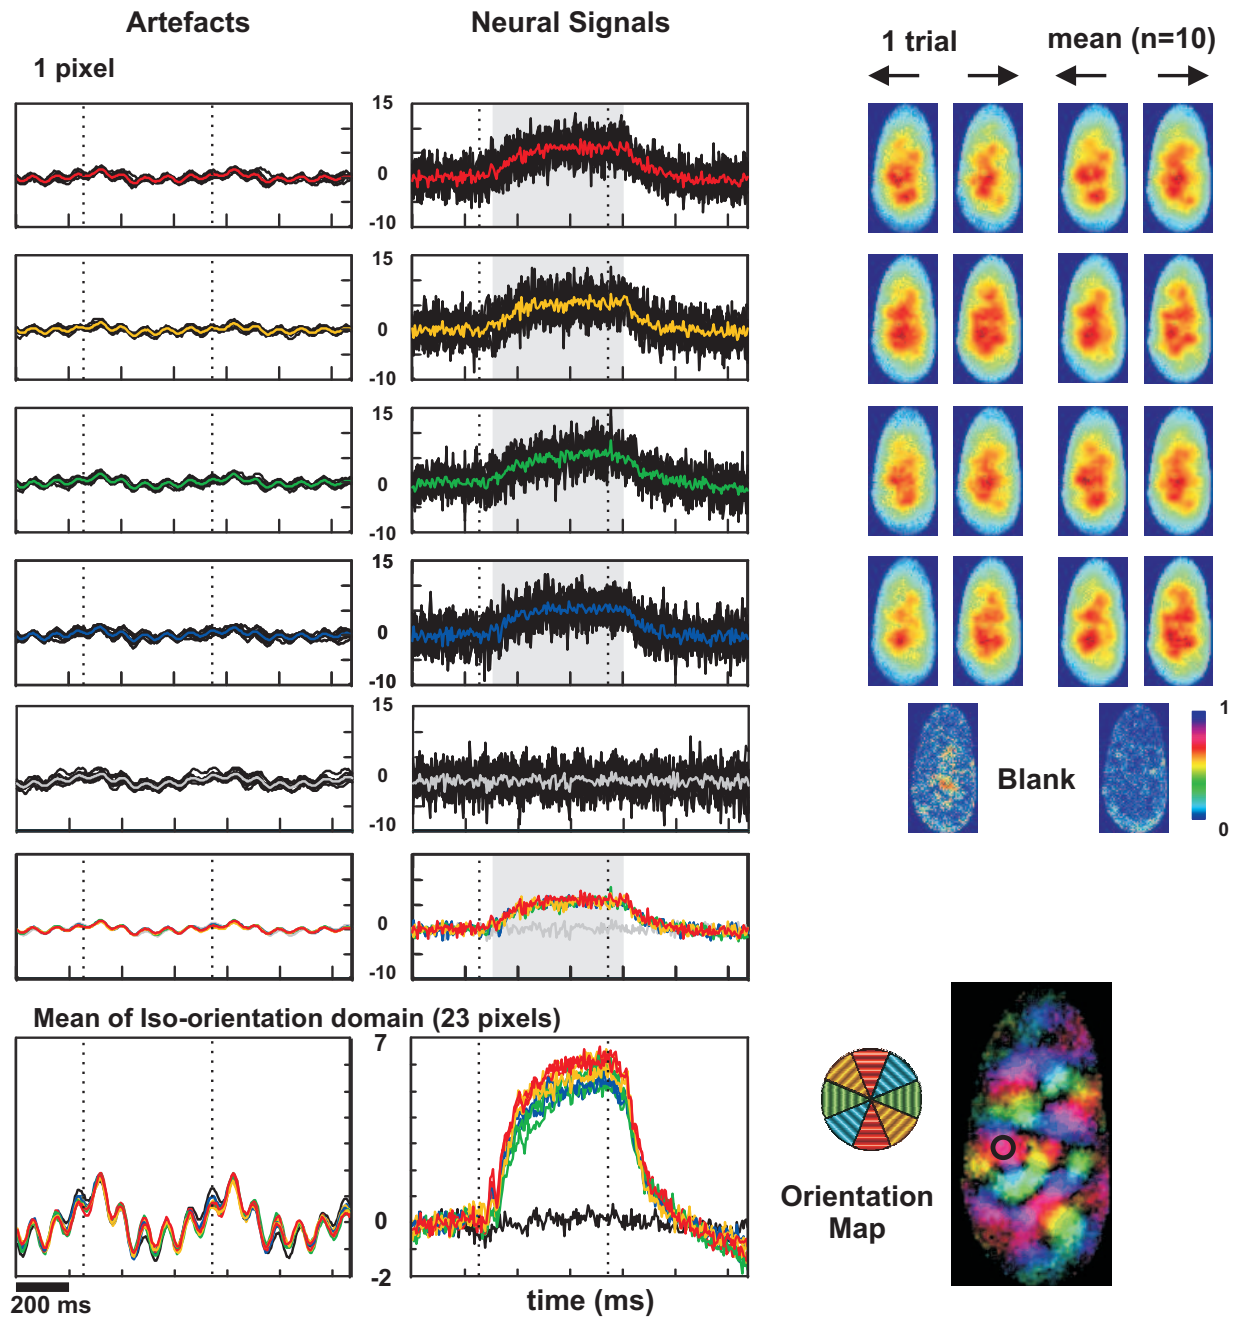 Artefacts
Neural Signals
1 trial
mean (n=10)
1 pixel
15
0
-10
15
0
-10
15
0
-10
15
0
-10
15
0
-10
Blank
1
0
0
-10
Mean of Iso-orientation domain (23 pixels)
7
0
-2
Orientation
Map
200 ms
time (ms)